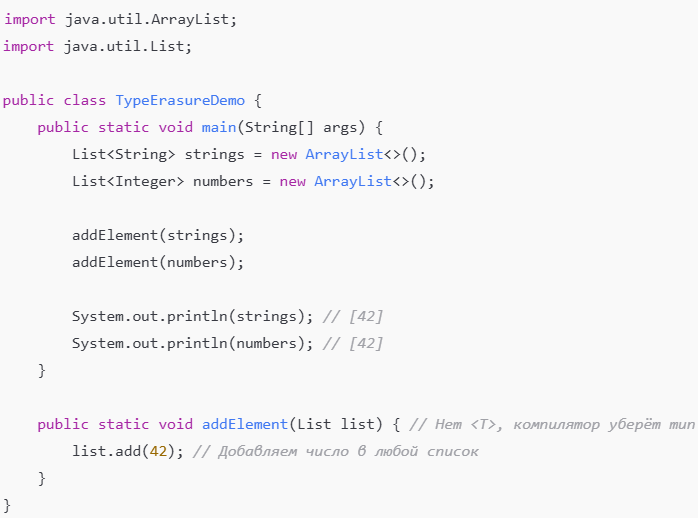 import java.util.ArrayList;
import java.util.List;

public class TypeErasureDemo {
    public static void main(String[] args) {
        List<String> strings = new ArrayList<>();
        List<Integer> numbers = new ArrayList<>();

        addElement(strings);
        addElement(numbers);

        System.out.println(strings); // [42]
        System.out.println(numbers); // [42]
    }

    public static void addElement(List list) { // Нет <T>, компилятор уберёт тип
        list.add(42); // Добавляем число в любой список
    }
}